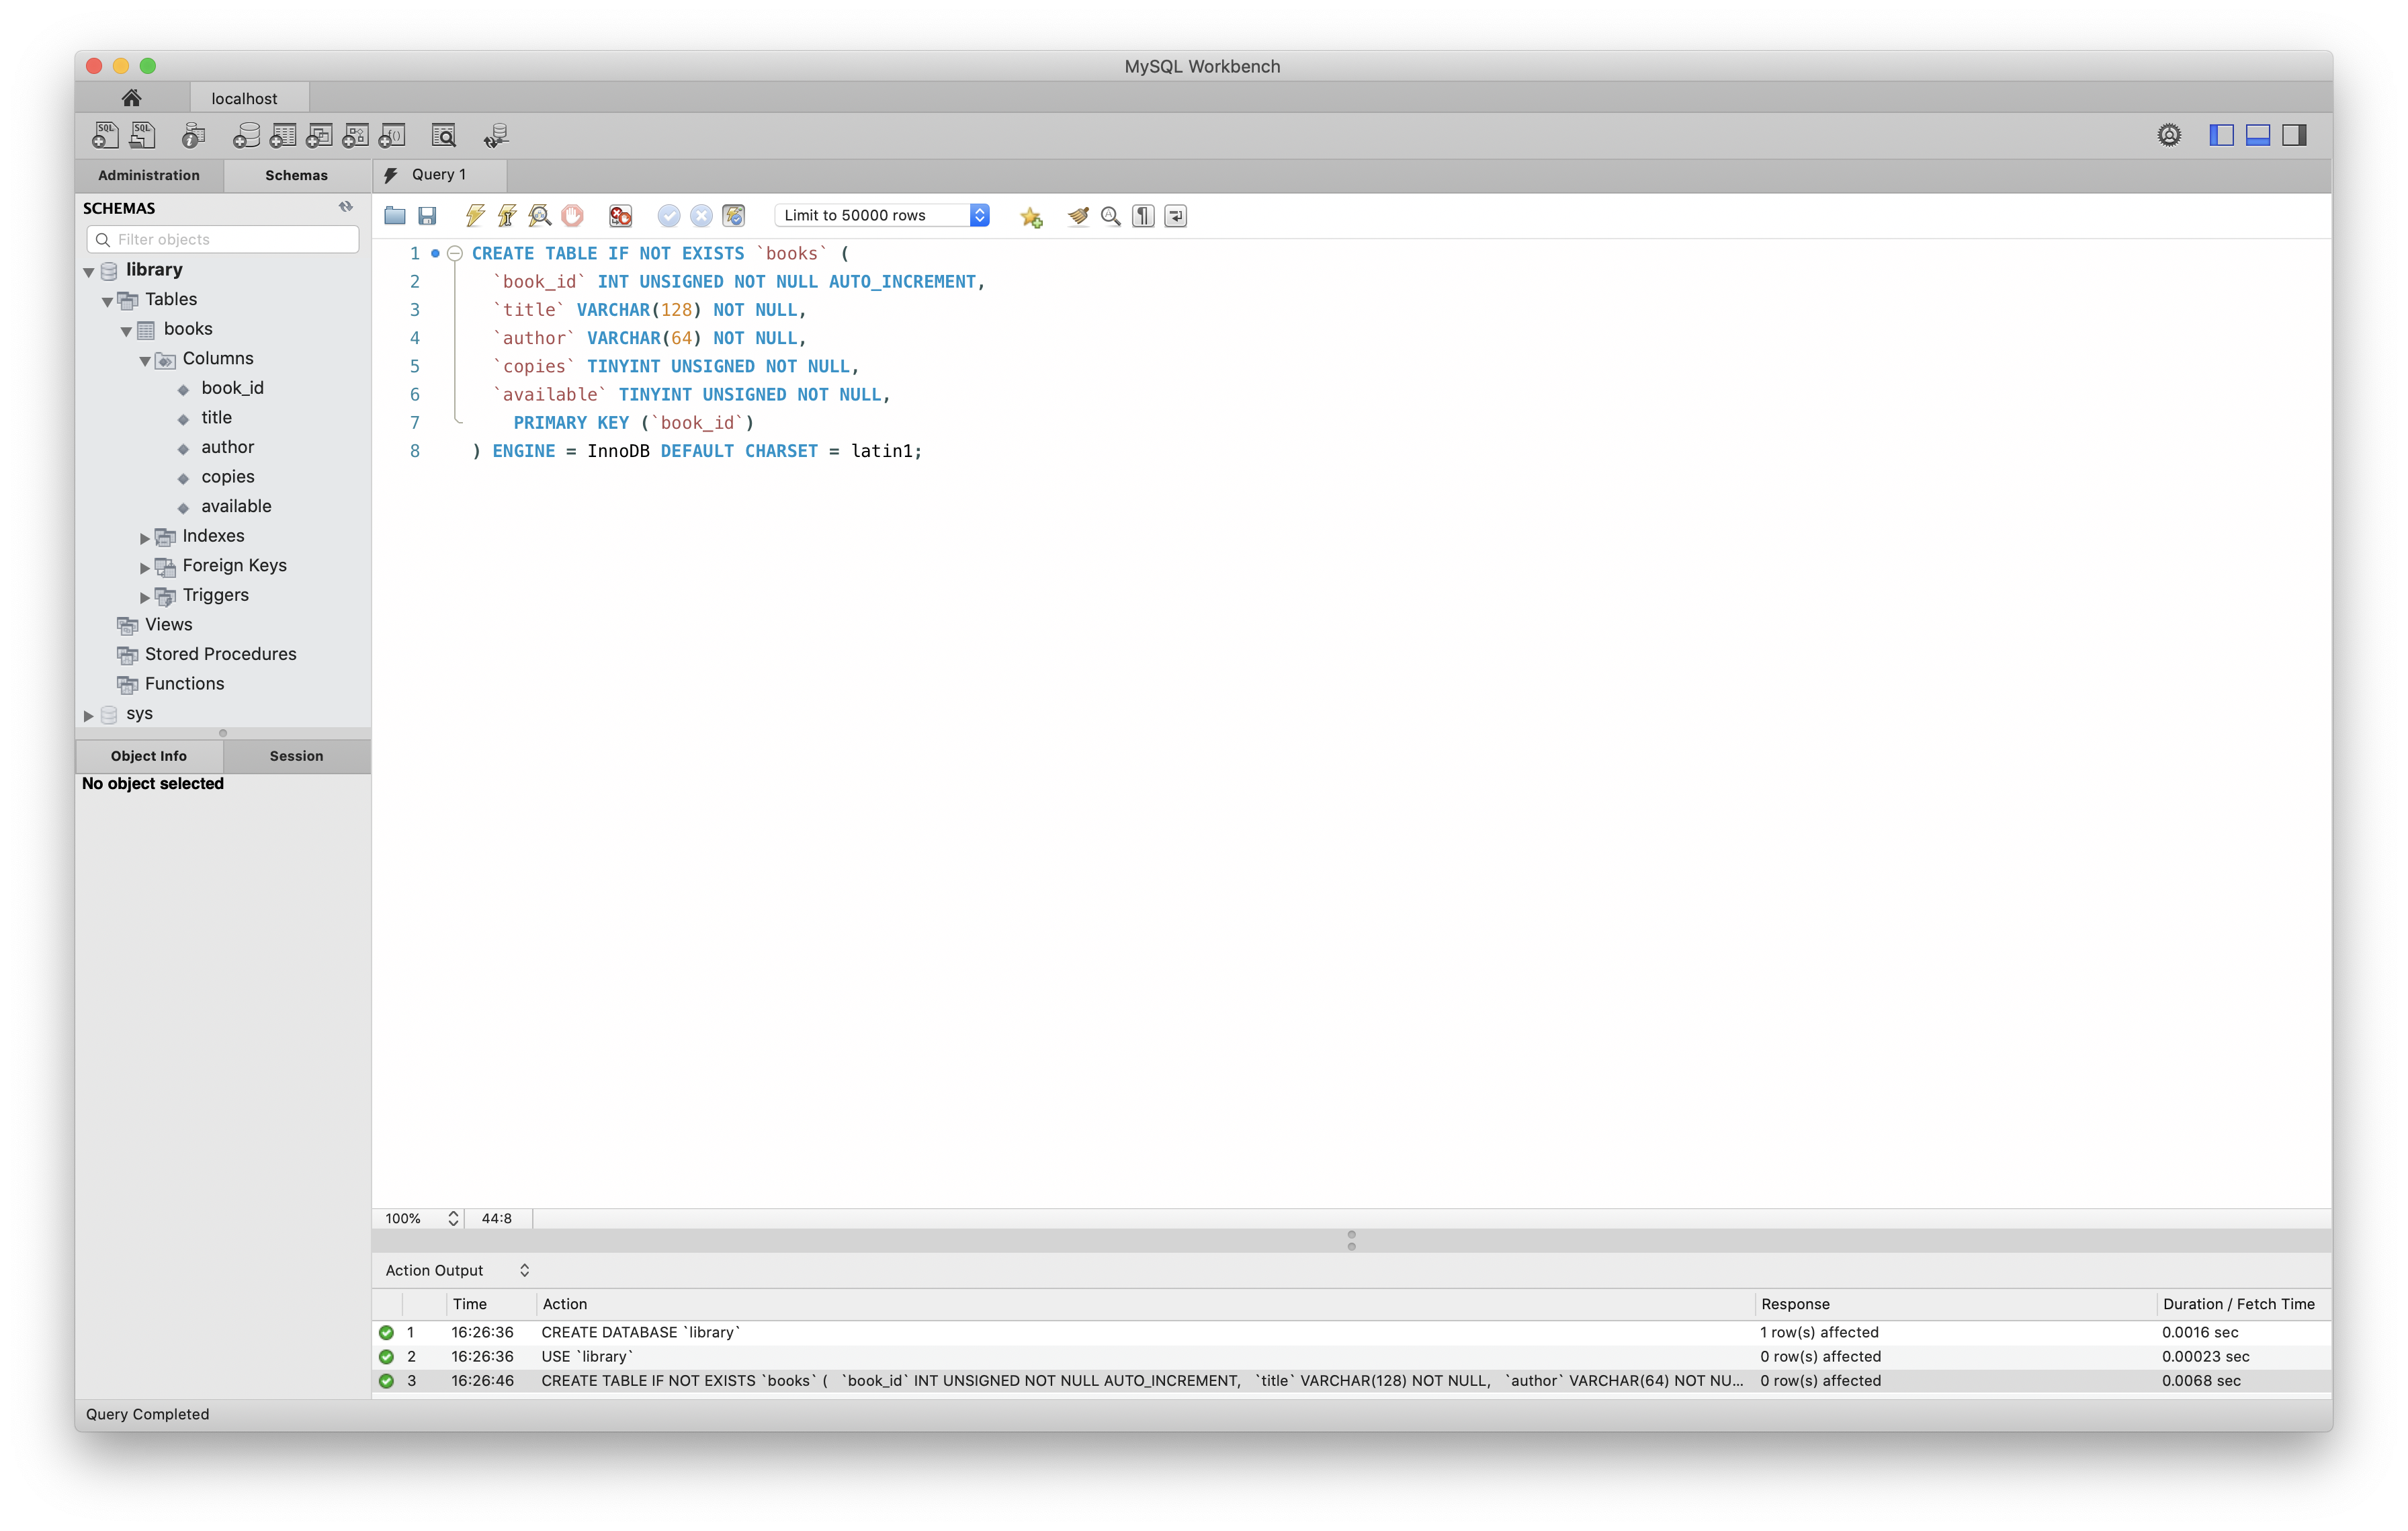 MySQL Workbench
localhost
Administration
Schemas
Query 1
SCHEMAS
Filter objects
library
Tables
books
Columns
book_id
title
author
copies
available
Indexes
Foreign Keys
Triggers
Views
Stored Procedures
Functions
sys
Object Info
Session
No object selected
Limit to 50000 rows
1 CREATE TABLE IF NOT EXISTS `books` (
2 `book_id` INT UNSIGNED NOT NULL AUTO_INCREMENT,
3 `title` VARCHAR(128) NOT NULL,
4 `author` VARCHAR(64) NOT NULL,
5 `copies` TINYINT UNSIGNED NOT NULL,
6 `available` TINYINT UNSIGNED NOT NULL,
7 PRIMARY KEY (`book_id`)
8 ) ENGINE = InnoDB DEFAULT CHARSET = latin1;
100% 44:8
Action Output
Time Action Response Duration / Fetch Time
1 16:26:36 CREATE DATABASE `library` 1 row(s) affected 0.0016 sec
2 16:26:36 USE `library` 0 row(s) affected 0.00023 sec
3 16:26:46 CREATE TABLE IF NOT EXISTS `books` ( `book_id` INT UNSIGNED NOT NULL AUTO_INCREMENT, `title` VARCHAR(128) NOT NULL, `author` VARCHAR(64) NOT NU... 0 row(s) affected 0.0068 sec
Query Completed